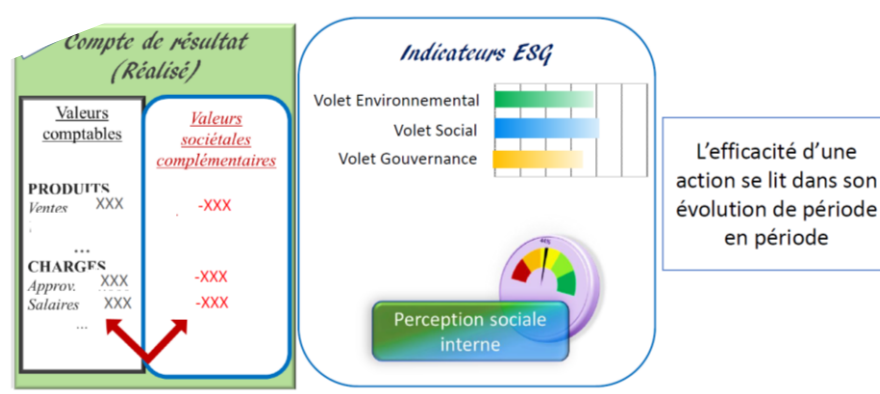 Compte de résultat
(Réalisé)
Valeurs
comptables
PRODUITS
Ventes XXX
...
CHARGES
Approv. XXX
Salaires XXX
...
Valeurs
sociétales
complémentaires
-XXX
-XXX
-XXX
Indicateurs ESG
Volet Environnemental
Volet Social
Volet Gouvernance
Perception sociale
interne
L'efficacité d'une
action se lit dans son
évolution de période
en période